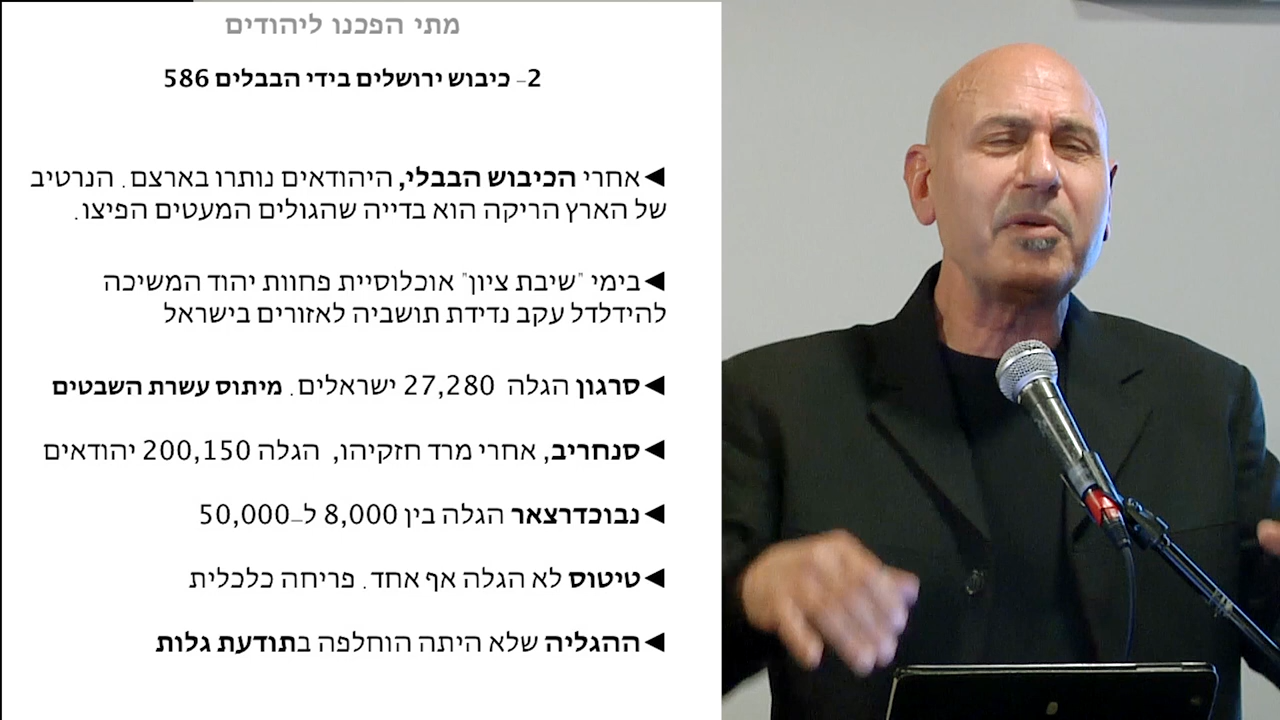 מתי הפכנו ליהודים
2- כיבוש ירושלים בידי הבבלים 586
◀אחרי הכיבוש הבבלי, היהודאים נותרו בארצם. הנרטיב
של הארץ הריקה הוא בדייה שהגולים המעטים הפיצו.
◀בימי "שיבת ציון" אוכלוסיית פחוות יהוד המשיכה
להידלדל עקב נדידת תושביה לאזורים בישראל
◀סרגון הגלה 27,280 ישראלים. מיתוס עשרת השבטים
◀סנחריב, אחרי מרד חזקיהו, הגלה 200,150 יהודאים
◀נבוכדרצאר הגלה בין 8,000 ל-50,000
◀טיטוס לא הגלה אף אחד. פריחה כלכלית
◀ההגליה שלא היתה הוחלפה בתודעת גלות